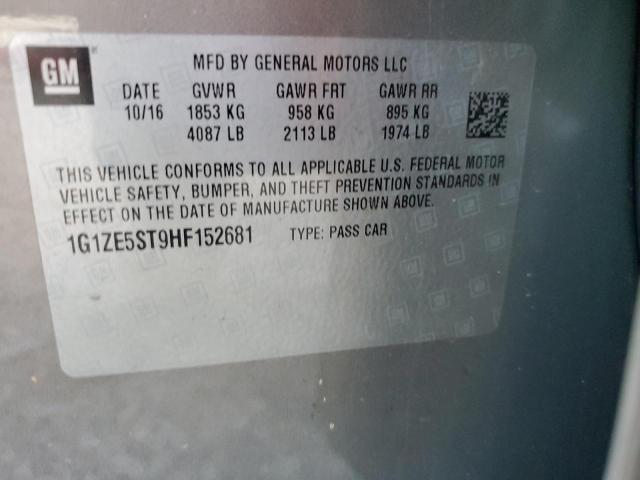 GM
MFD BY GENERAL MOTORS LLC
DATE GVWR GAWR FRT GAWR RR
10/16 1853 KG 958 KG 895 KG
4087 LB 2113 LB 1974 LB
THIS VEHICLE CONFORMS TO ALL APPLICABLE U.S. FEDERAL MOTOR
VEHICLE SAFETY, BUMPER, AND THEFT PREVENTION STANDARDS IN
EFFECT ON THE DATE OF MANUFACTURE SHOWN ABOVE.
1G1ZE5ST9HF152681 TYPE: PASS CAR